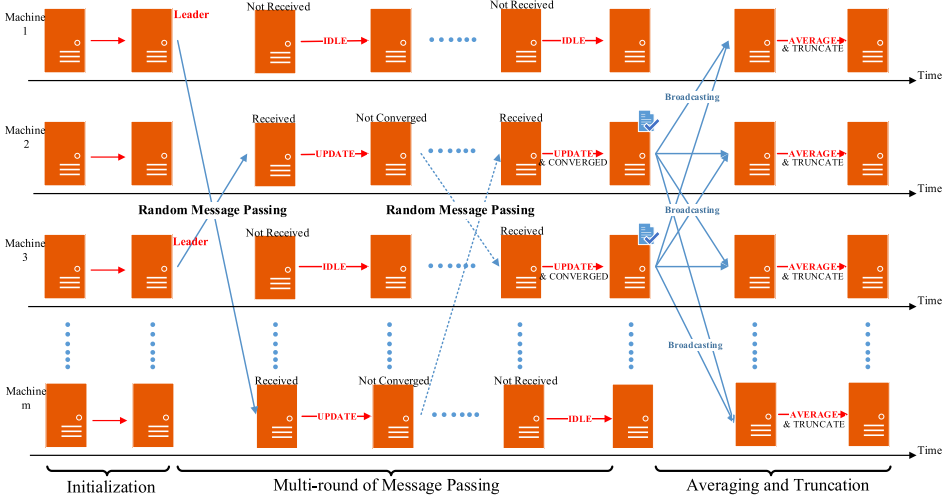 Machine
1
Leader
Not Received
IDLE
Not Received
IDLE
AVERAGE
& TRUNCATE
Time
Broadcasting
Machine
2
Received
UPDATE
Not Converged
Received
UPDATE
& CONVERGED
AVERAGE
& TRUNCATE
Time
Random Message Passing
Random Message Passing
Broadcasting
Machine
3
Leader
Not Received
IDLE
Received
UPDATE
& CONVERGED
AVERAGE
& TRUNCATE
Time
Broadcasting
Machine
m
Received
UPDATE
Not Converged
Not Received
IDLE
AVERAGE
& TRUNCATE
Time
Initialization
Multi-round of Message Passing
Averaging and Truncation